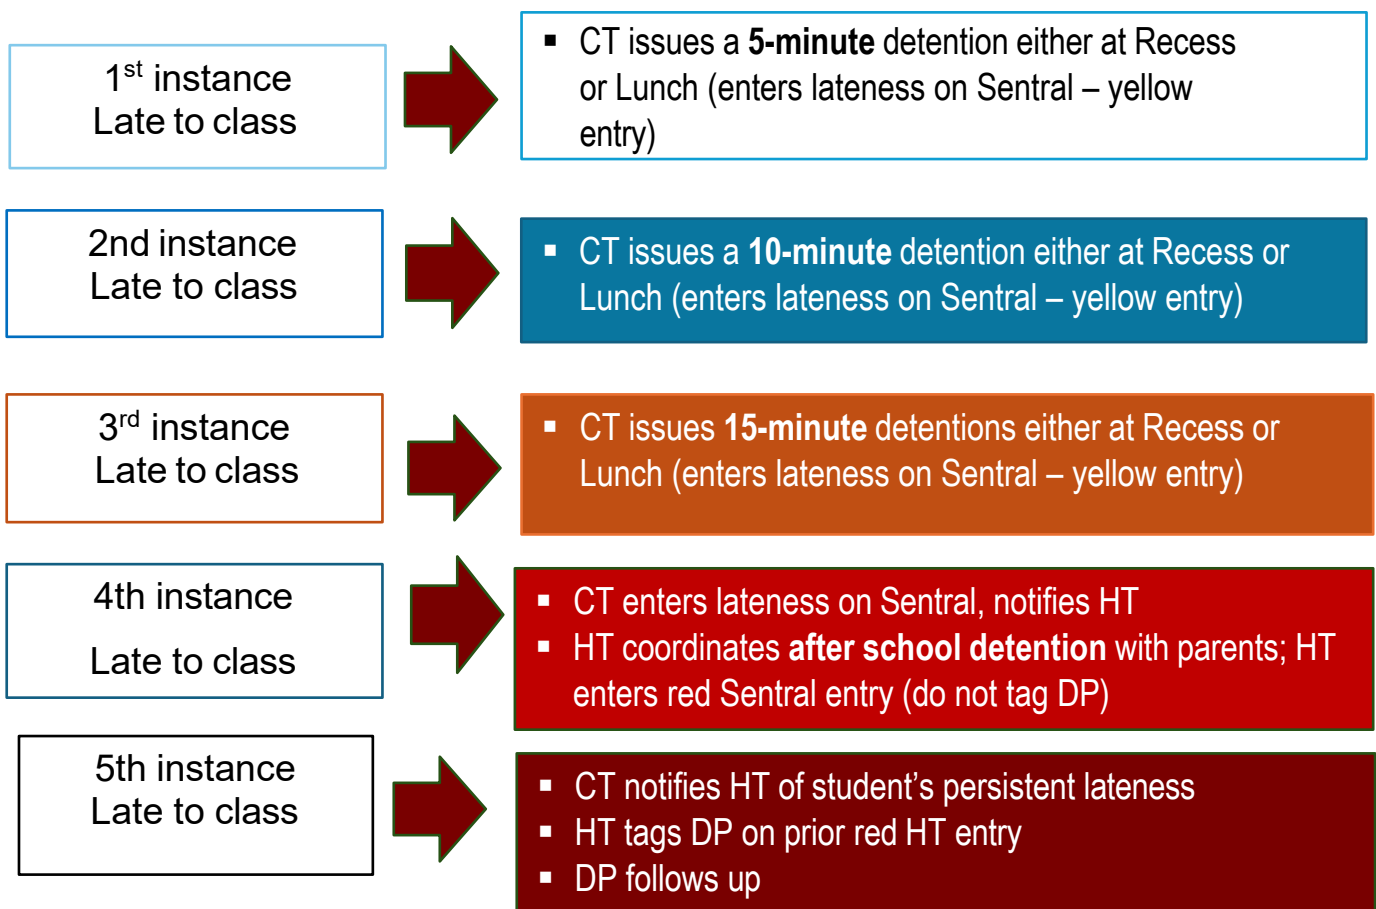 1st instance
Late to class
▪ CT issues a 5-minute detention either at Recess
or Lunch (enters lateness on Sentral – yellow
entry)
2nd instance
Late to class
▪ CT issues a 10-minute detention either at Recess or
Lunch (enters lateness on Sentral – yellow entry)
3rd instance
Late to class
▪ CT issues 15-minute detentions either at Recess or
Lunch (enters lateness on Sentral – yellow entry)
4th instance
Late to class
▪ CT enters lateness on Sentral, notifies HT
▪ HT coordinates after school detention with parents; HT
enters red Sentral entry (do not tag DP)
5th instance
Late to class
▪ CT notifies HT of student’s persistent lateness
▪ HT tags DP on prior red HT entry
▪ DP follows up